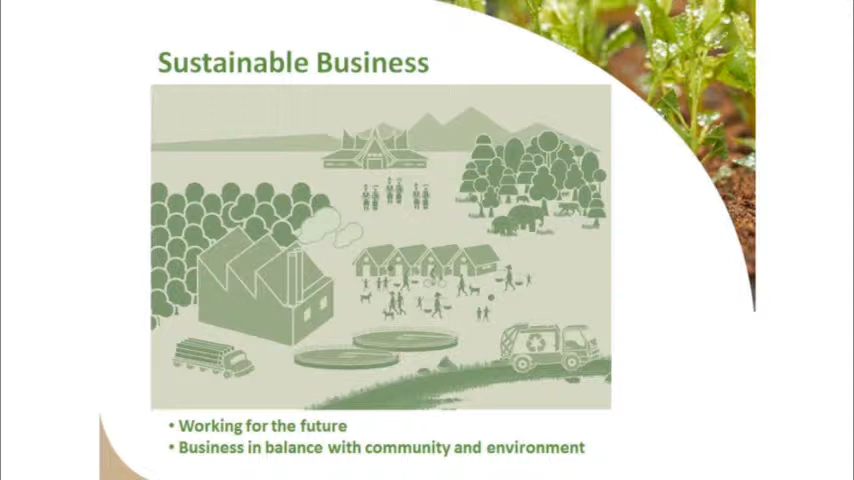 Sustainable Business
• Working for the future
• Business in balance with community and environment